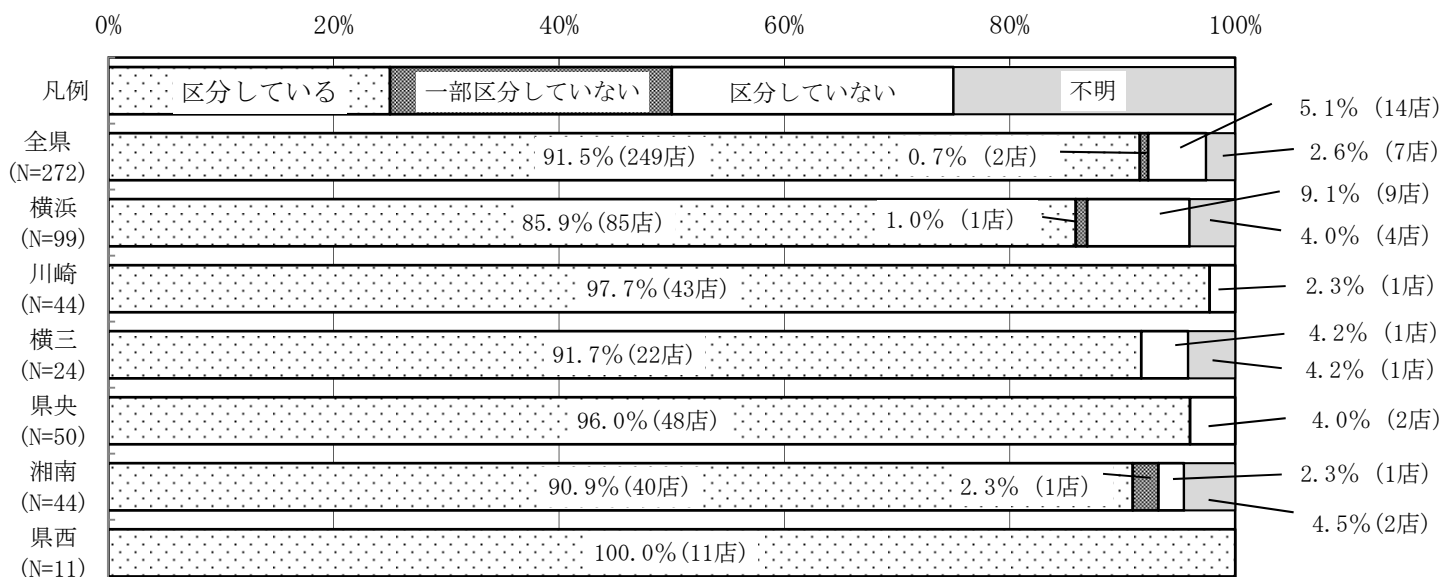 0% 20% 40% 60% 80% 100%
凡例 区分している 一部区分していない 区分していない 不明
全県
(N=272)
91.5%(249店) 0.7% (2店) 5.1% (14店)
2.6% (7店)
横浜
(N=99)
85.9%(85店) 1.0% (1店) 9.1% (9店)
4.0% (4店)
川崎
(N=44)
97.7%(43店) 2.3% (1店)
横三
(N=24)
91.7%(22店) 4.2% (1店)
4.2% (1店)
県央
(N=50)
96.0%(48店) 4.0% (2店)
湘南
(N=44)
90.9%(40店) 2.3% (1店) 2.3% (1店)
4.5%(2店)
県西
(N=11)
100.0%(11店)